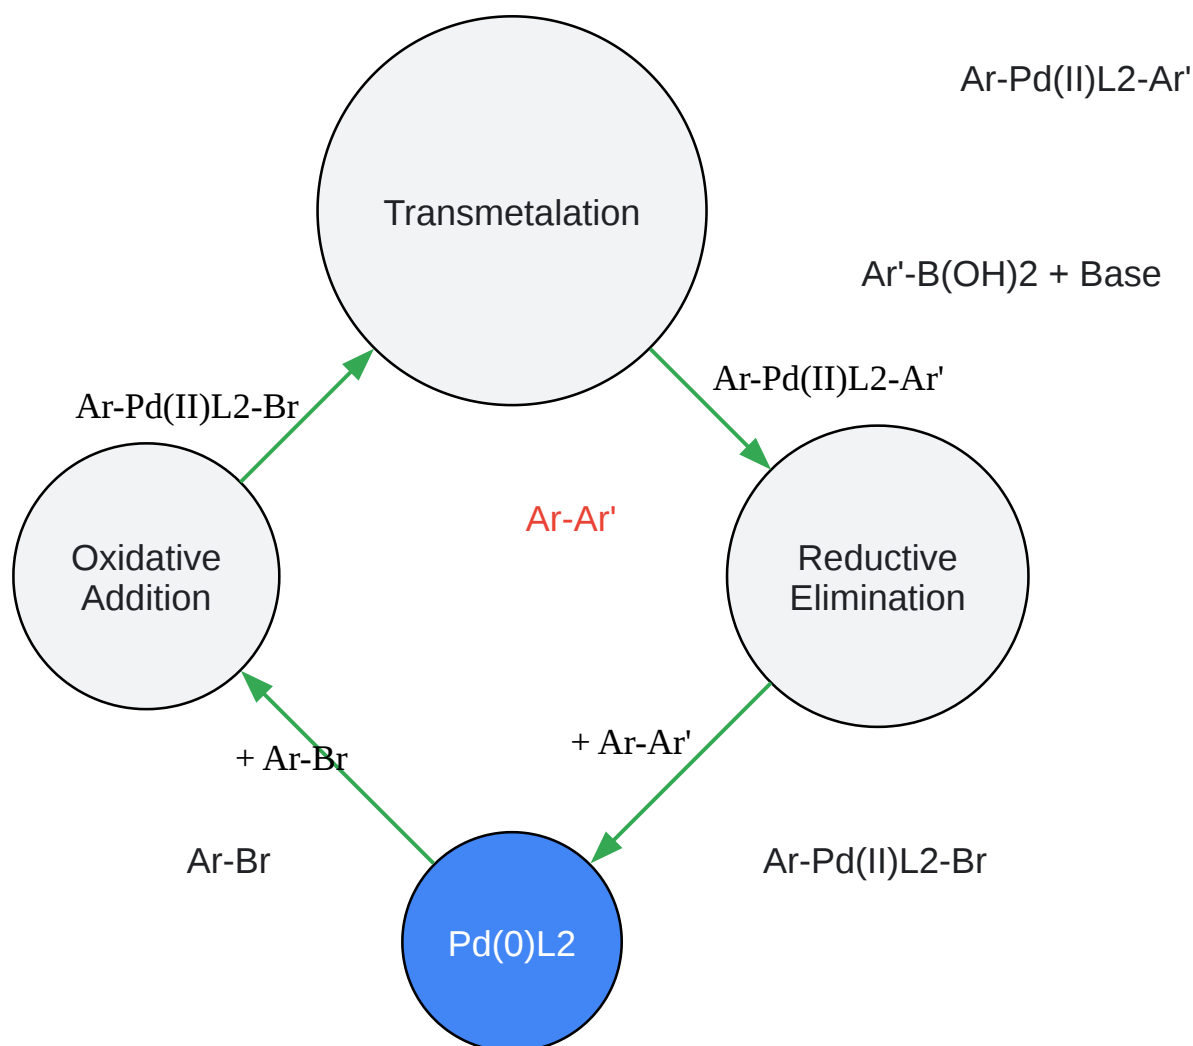 Ar-Pd(II)L2-Ar'
Transmetalation
Ar'-B(OH)2 + Base
Ar-Pd(II)L2-Ar'
Ar-Pd(II)L2-Br
Ar-Ar'
Oxidative
Addition
Reductive
Elimination
+ Ar-Ar'
+ Ar-Br
Ar-Br
Ar-Pd(II)L2-Br
Pd(0)L2